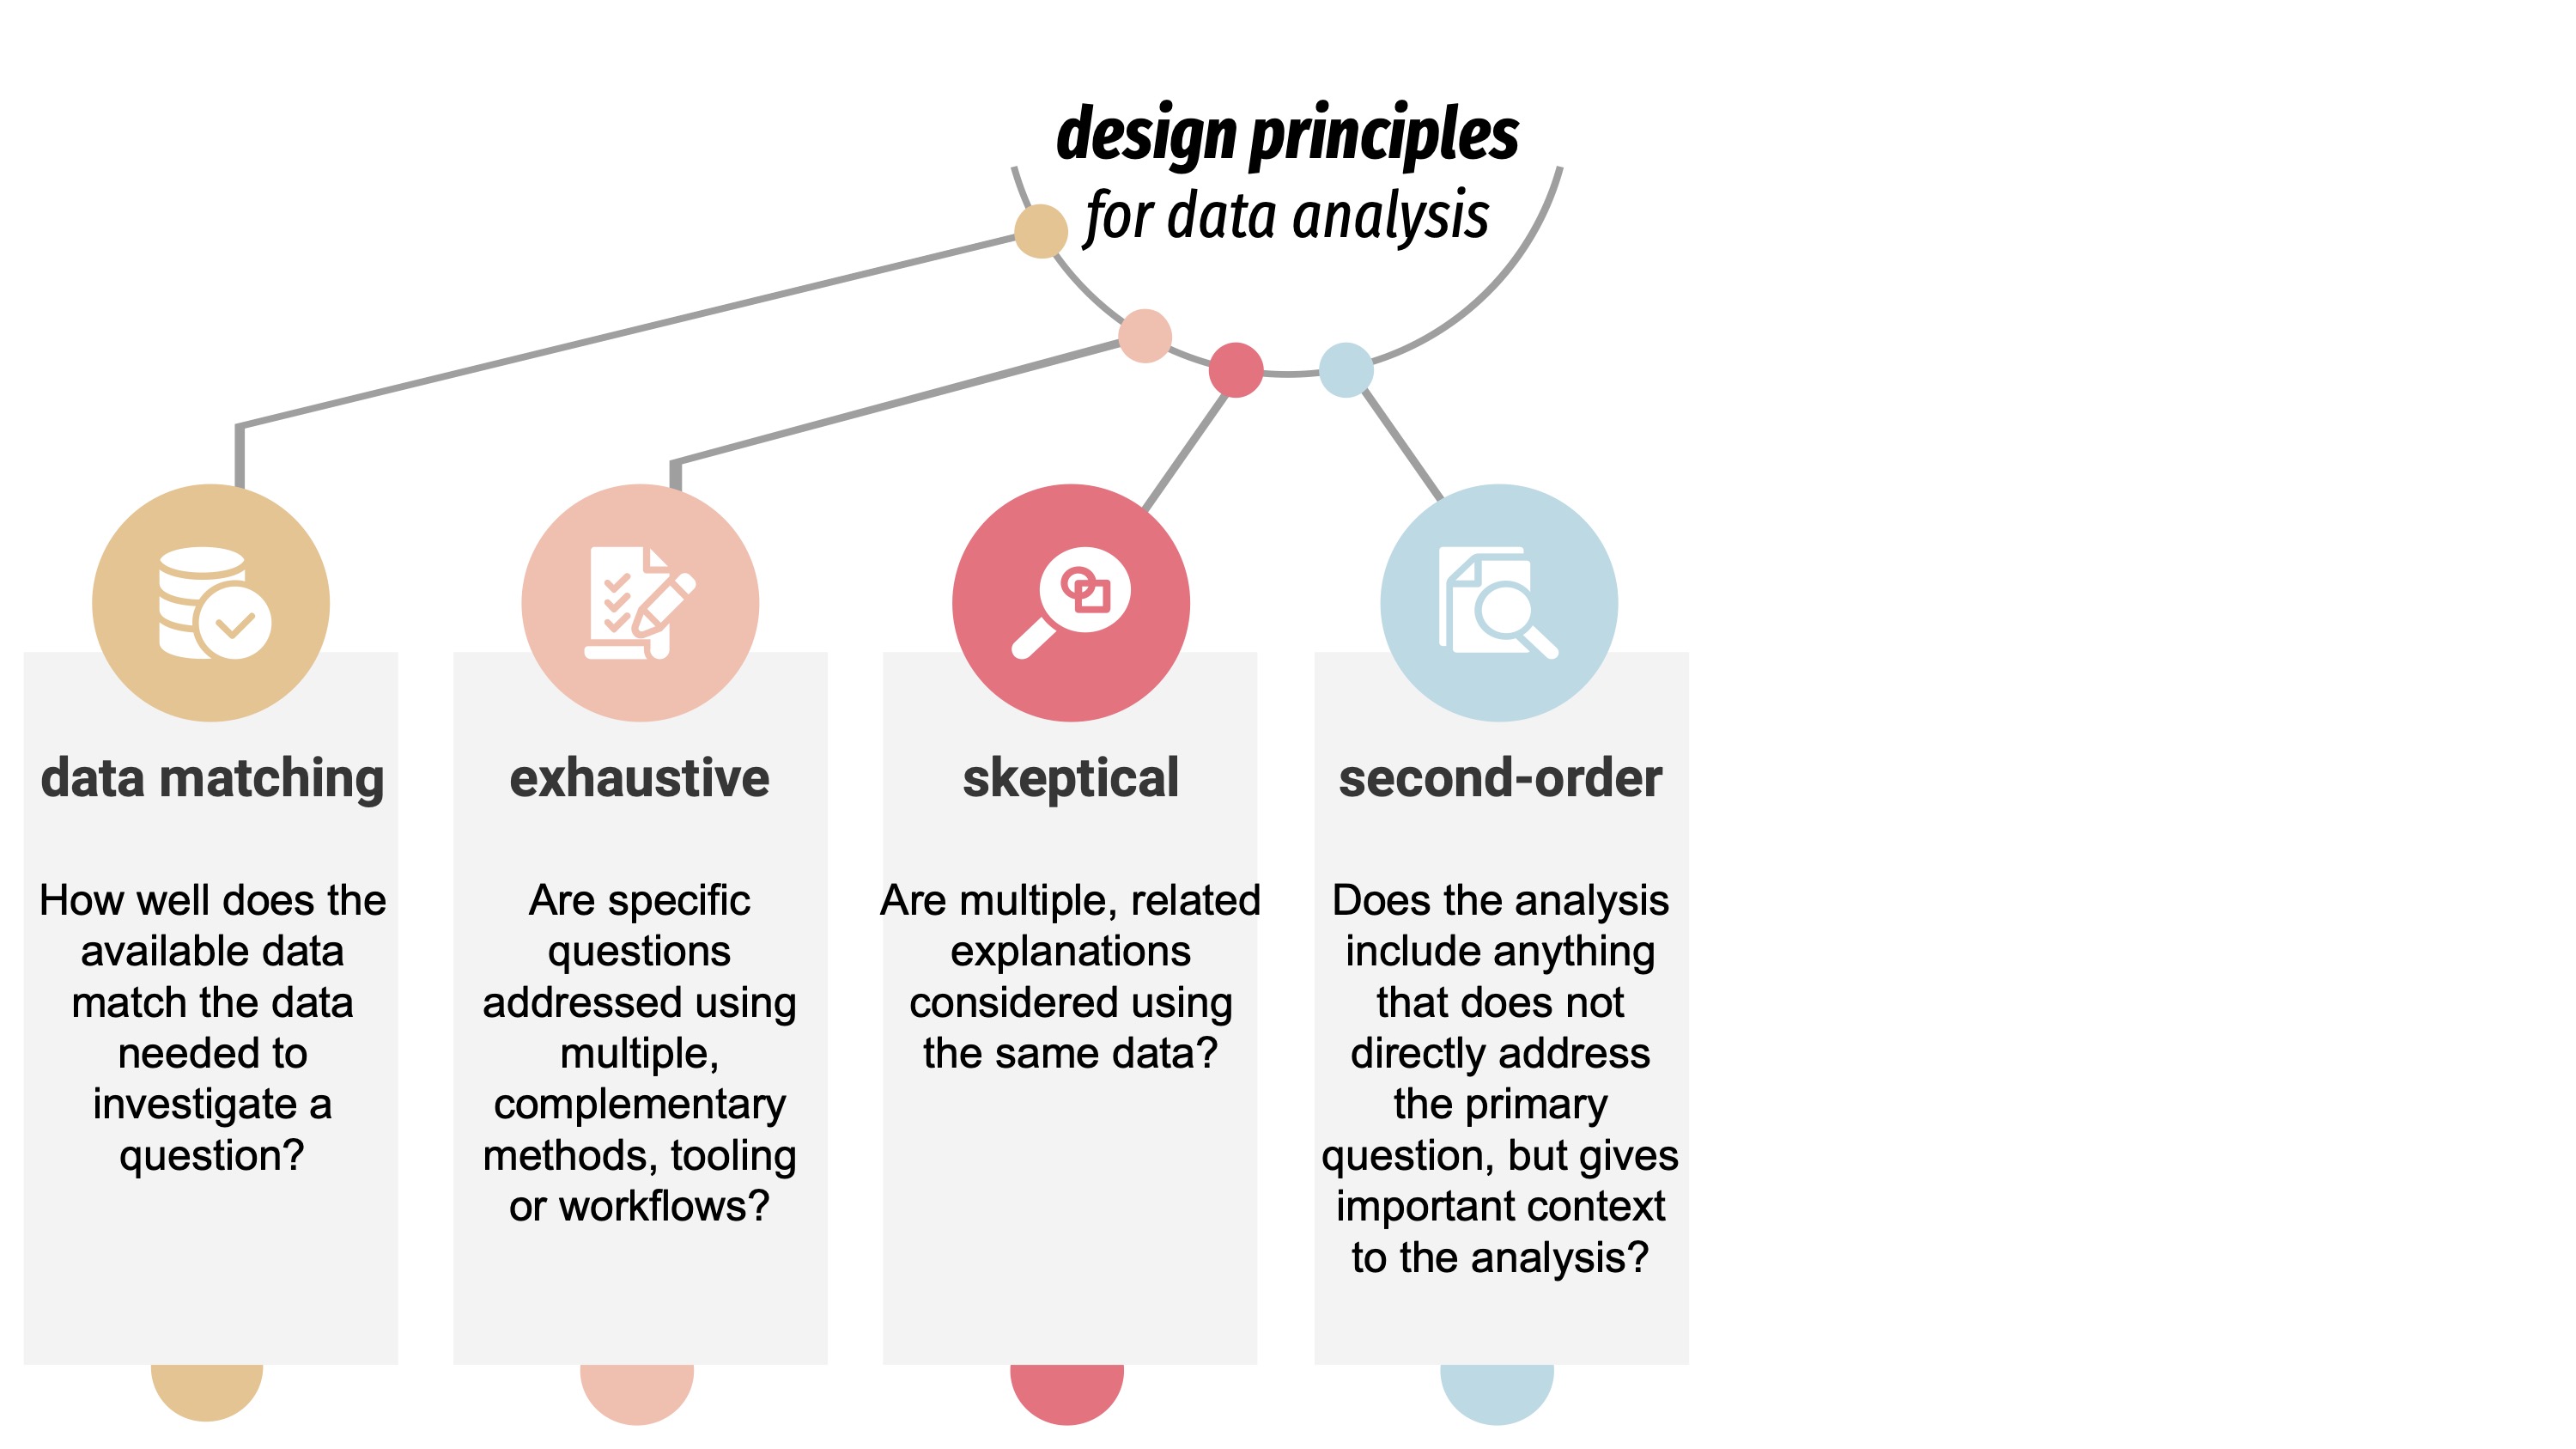 design principles
for data analysis
data matching
How well does the
available data
match the data
needed to
investigate a
question?
exhaustive
Are specific
questions
addressed using
multiple,
complementary
methods, tooling
or workflows?
skeptical
Are multiple, related
explanations
considered using
the same data?
second-order
Does the analysis
include anything
that does not
directly address
the primary
question, but gives
important context
to the analysis?